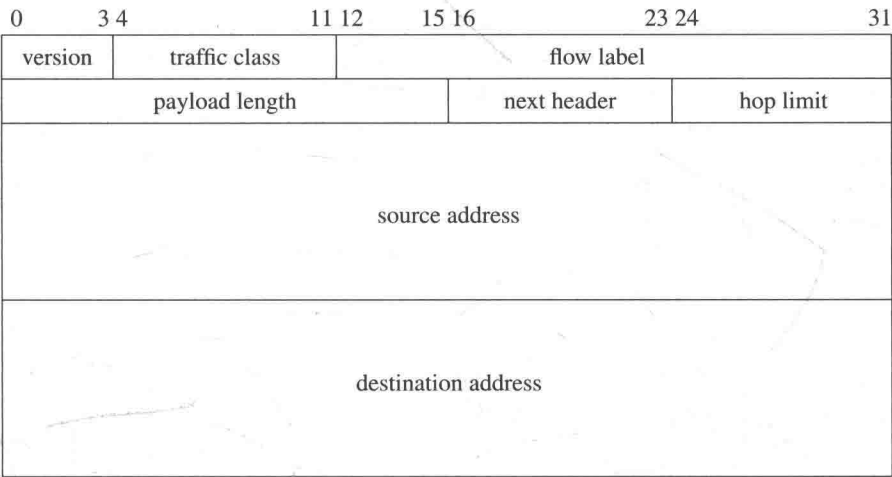 0 3 4 11 12 15 16 23 24 31
version traffic class flow label
payload length next header hop limit
source address
destination address